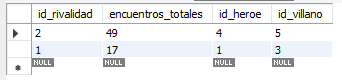 id_rivalidad encuentros_totales id_heroe id_villano
2 49 4 5
1 17 1 3
NULL NULL NULL NULL